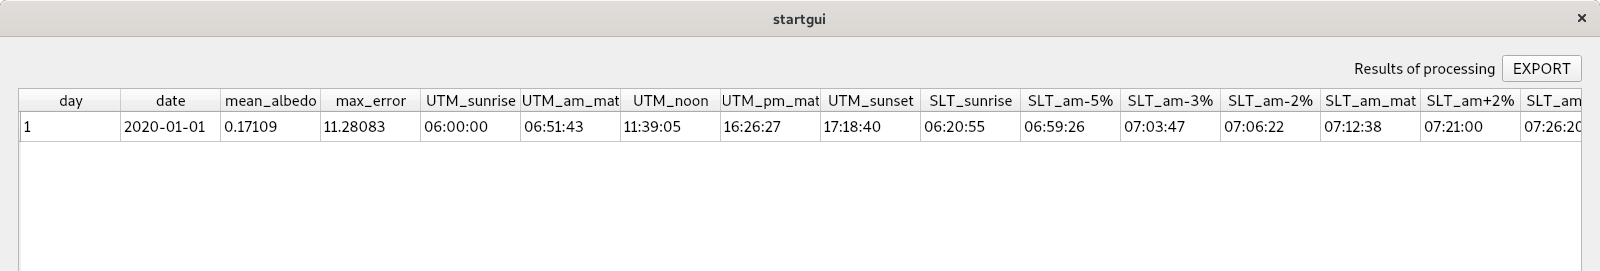 startgui
Results of processing EXPORT
day date mean_albedo max_error UTM_sunrise UTM_am_mat UTM_noon UTM_pm_mat UTM_sunset SLT_sunrise SLT_am-5% SLT_am-3% SLT_am-2% SLT_am_mat SLT_am+2% SLT_am
1 2020-01-01 0.17109 11.28083 06:00:00 06:51:43 11:39:05 16:26:27 17:18:40 06:20:55 06:59:26 07:03:47 07:06:22 07:12:38 07:21:00 07:26:20